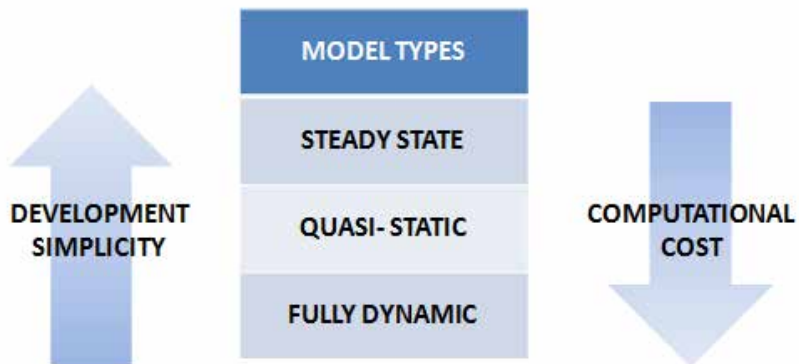 MODEL TYPES
STEADY STATE
DEVELOPMENT
SIMPLICITY
QUASI- STATIC
COMPUTATIONAL
COST
FULLY DYNAMIC